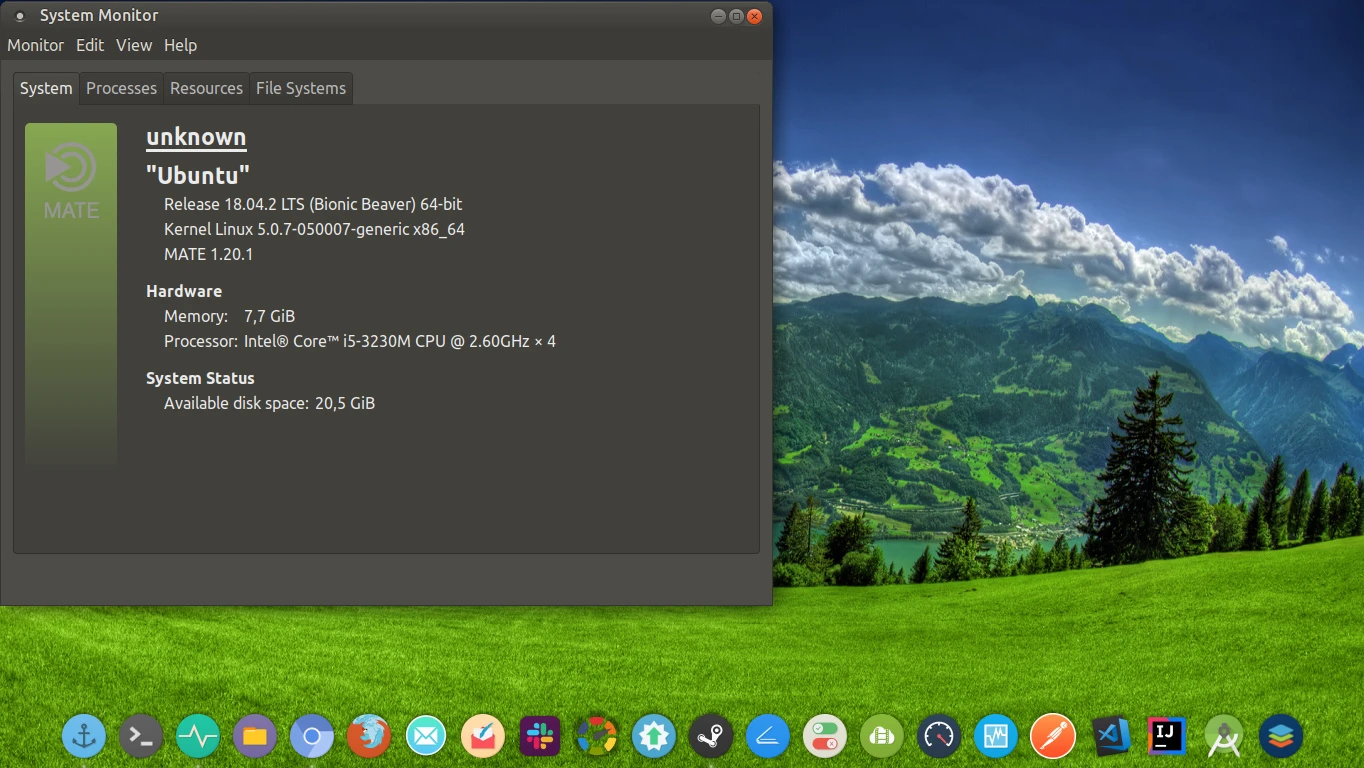 System Monitor
Monitor Edit View Help
System Processes Resources File Systems
MATE
unknown
"Ubuntu"
Release 18.04.2 LTS (Bionic Beaver) 64-bit
Kernel Linux 5.0.7-050007-generic x86_64
MATE 1.20.1
Hardware
Memory: 7,7 GiB
Processor: Intel® Core™ i5-3230M CPU @ 2.60GHz × 4
System Status
Available disk space: 20,5 GiB
IJ